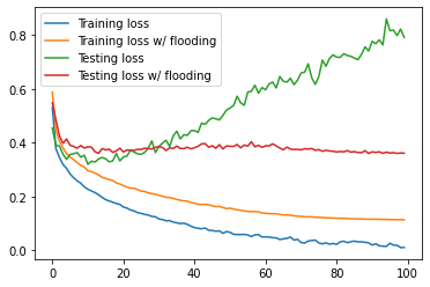 Training loss
Training loss w/ flooding
Testing loss
Testing loss w/ flooding
0.8
0.6
0.4
0.2
0.0
0
20
40
60
80
100